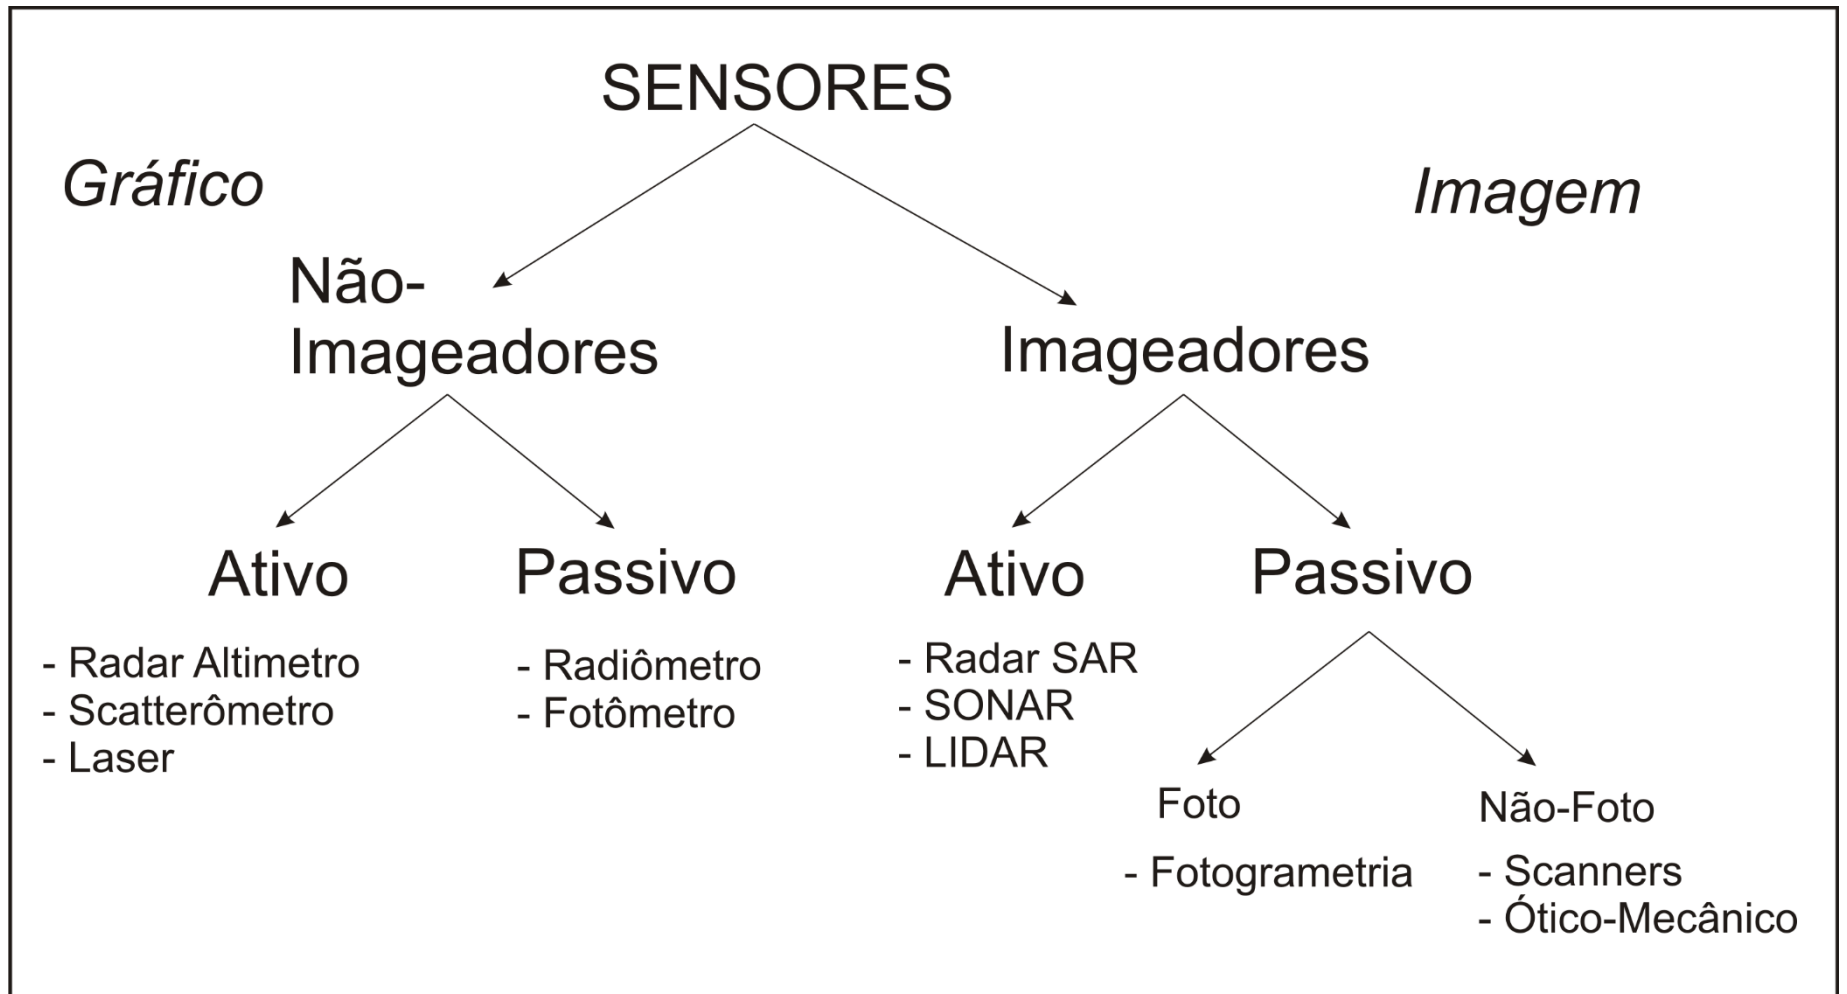 SENSORES
Gráfico
Imagem
Não-
Imageadores
Imageadores
Ativo
Passivo
Ativo
Passivo
- Radar Altimetro
- Scatterômetro
- Laser
- Radiômetro
- Fotômetro
- Radar SAR
- SONAR
- LIDAR
Foto
- Fotogrametria
Não-Foto
- Scanners
- Ótico-Mecânico